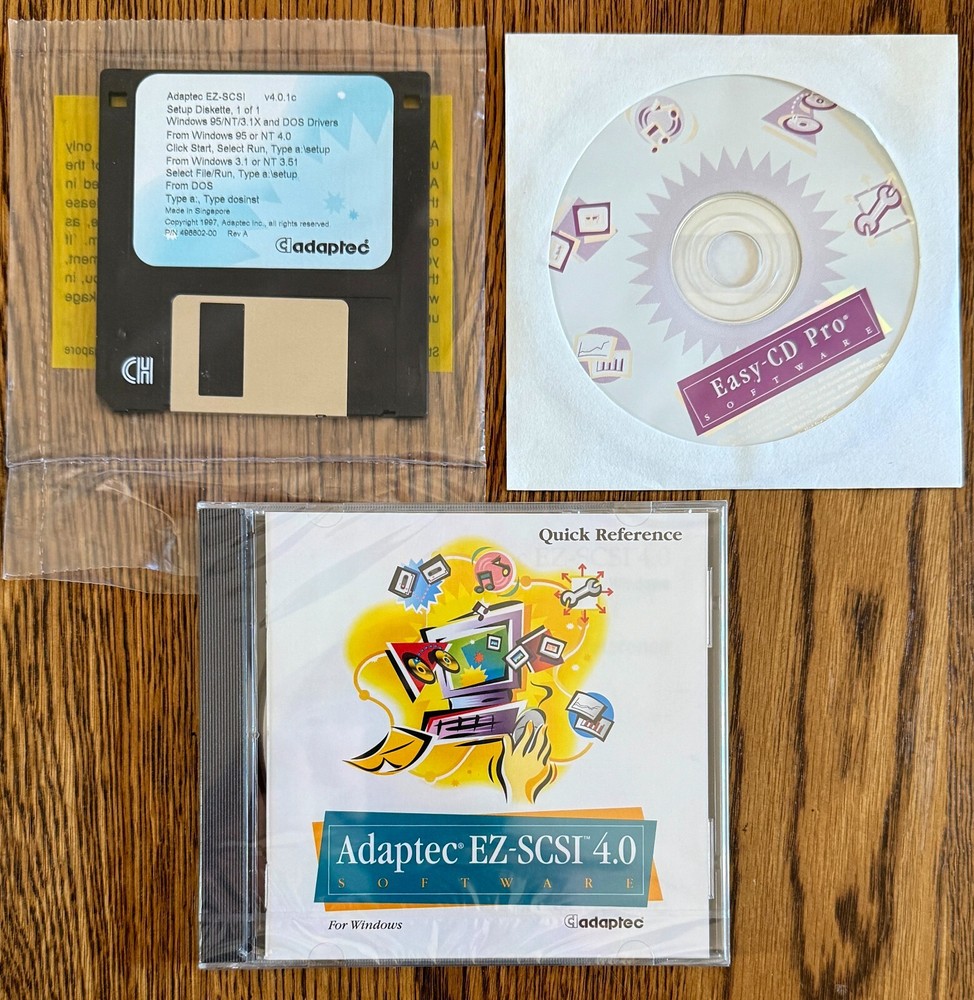 Adaptec EZ-SCSI v4.0.1c
Setup Diskette, 1 of 1
Windows 95/NT/3.1X and DOS Drivers
From Windows 95 or NT 4.0
Click Start, Select Run, Type a:\setup
From Windows 3.1 or NT 3.51
Select File/Run, Type a:\setup
From DOS
Type a:, Type dosinst
Made in Singapore
Copyright 1997, Adaptec Inc., all rights reserved
P/N 496802-00 Rev A
adaptec
CH
Easy-CD Pro®
SOFTWARE
Quick Reference
Adaptec® EZ-SCSI™ 4.0
SOFTWARE
For Windows
adaptec